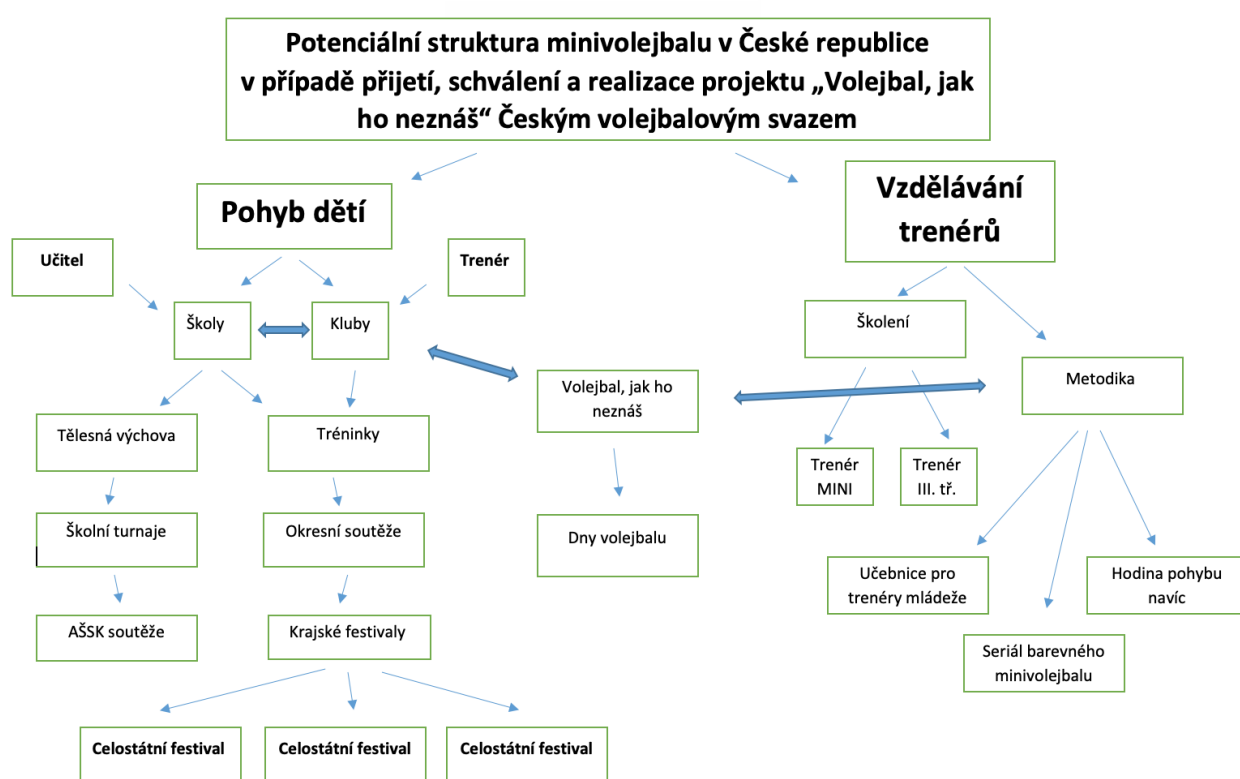 Potenciální struktura minivolejbalu v České republice
v případě přijetí, schválení a realizace projektu „Volejbal, jak
ho neznáš“ Českým volejbalovým svazem
Pohyb dětí
Vzdělávání
trenérů
Učitel
Trenér
Školy
Kluby
Školení
Volejbal, jak ho
neznáš
Metodika
Tělesná výchova
Tréninky
Trenér
MINI
Trenér
III. tř.
Školní turnaje
Okresní soutěže
Dny volejbalu
Učebnice pro
trenéry mládeže
Hodina pohybu
navíc
AŠSK soutěže
Krajské festivaly
Seriál barevného
minivolejbalu
Celostátní festival
Celostátní festival
Celostátní festival